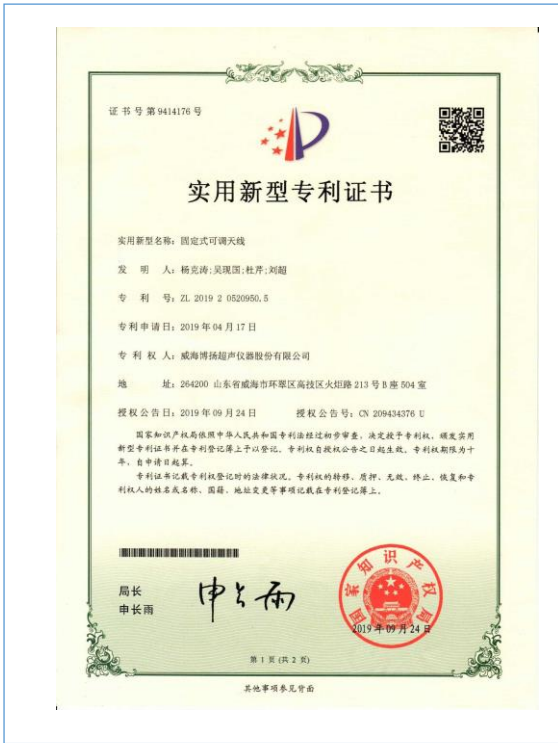 证书号第9414176号
实用新型专利证书
实用新型名称：固定式可调天线
发 明 人：杨克涛;吴现国;杜芹;刘超
专 利 号：ZL 2019 2 0520950.5
专利申请日：2019年04月17日
专 利 权 人：威海博扬超声仪器股份有限公司
地 址：264200 山东省威海市环翠区高技区火炬路213号B座504室
授权公告日：2019年09月24日 授权公告号：CN 209434376 U
国家知识产权局依照中华人民共和国专利法经过初步审查，决定授予专利权，颁发实用
新型专利证书并在专利登记簿上予以登记。专利权自授权公告之日起生效。专利权期限为十
年，自申请日起算。
专利证书记载专利权登记时的法律状况。专利权的转移、质押、无效、终止、恢复和专
利权人的姓名或名称、国籍、地址变更等事项记载在专利登记簿上。
局长
申长雨
申长雨
国家知识产权局
2019年09月24日
第 1 页 (共 2 页)
其他事项参见背面